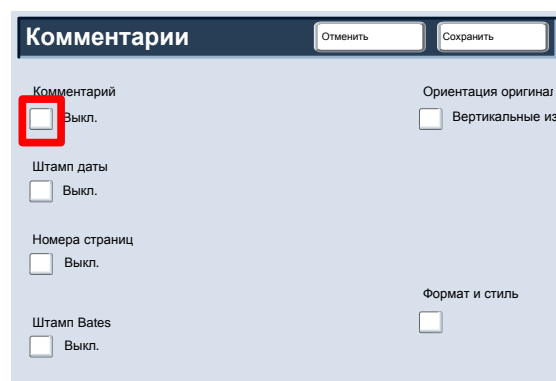 Комментарии
Отменить
Сохранить
Комментарий
Выкл.
Ориентация оригинал
Вертикальные из
Штамп даты
Выкл.
Номера страниц
Выкл.
Формат и стиль
Штамп Bates
Выкл.